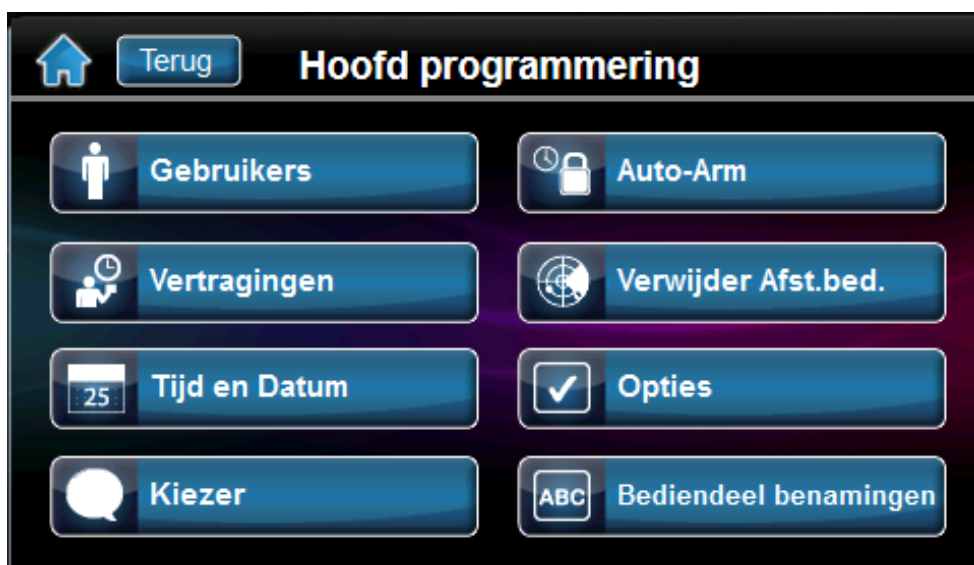 Terug
Hoofd programmering
Gebruikers
Auto-Arm
Vertragingen
Verwijder Afst.bed.
25
Tijd en Datum
Opties
Kiezer
ABC
Bediendeel benamingen